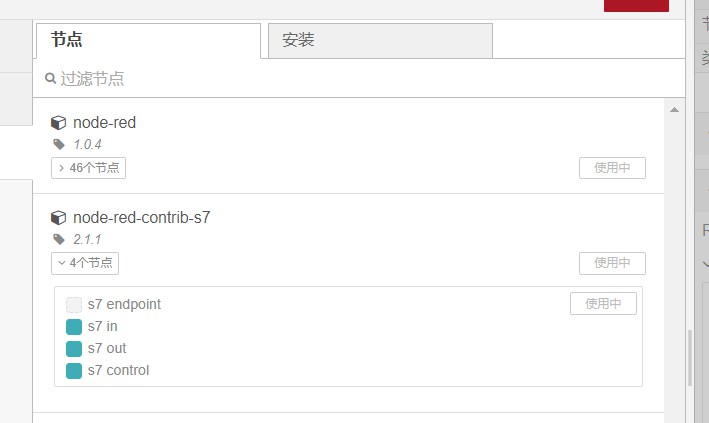 节点
安装
过滤节点
node-red
1.0.4
46个节点
使用中
node-red-contrib-s7
2.1.1
4个节点
使用中
s7 endpoint
使用中
s7 in
s7 out
s7 control